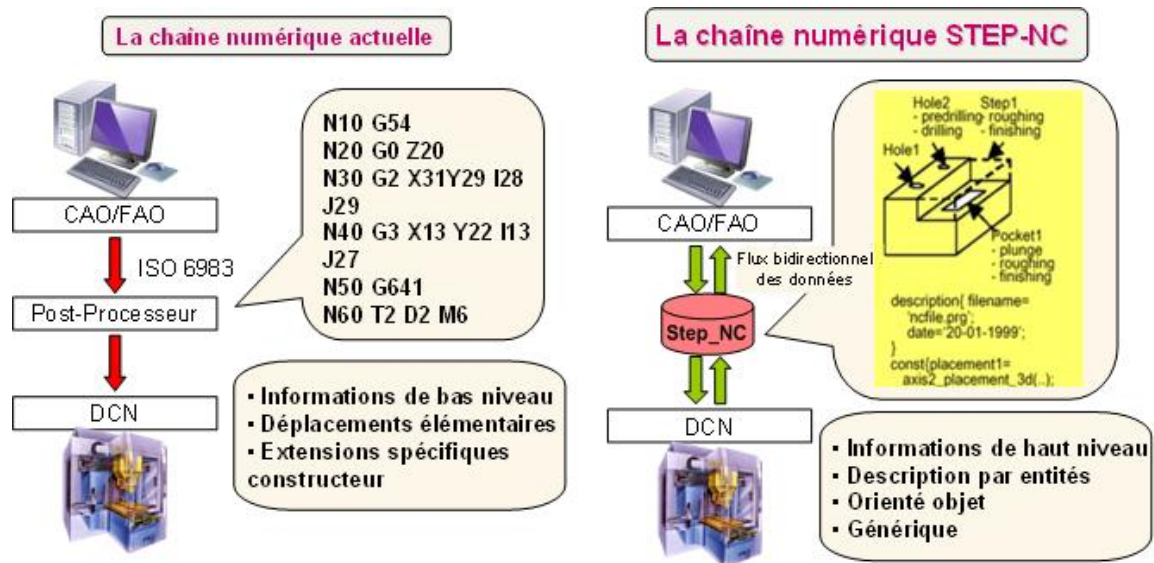 La chaîne numérique actuelle
N10 G54
N20 G0 Z20
N30 G2 X31Y29 I28
J29
N40 G3 X13 Y22 I13
J27
N50 G641
N60 T2 D2 M6
CAO/FAO
ISO 6983
Post-Processeur
DCN
▪ Informations de bas niveau
▪ Déplacements élémentaires
▪ Extensions spécifiques
constructeur
La chaîne numérique STEP-NC
Hole2 Step1
- predrilling - roughing
- drilling - finishing
Hole1
Pocket1
- plunge
- roughing
- finishing
description{ filename=
'ncfile.prg';
date='20-01-1999';
}
const{placement1=
axis2_placement_3d(..);
CAO/FAO
Flux bidirectionnel
des données
Step_NC
DCN
▪ Informations de haut niveau
▪ Description par entités
▪ Orienté objet
▪ Générique